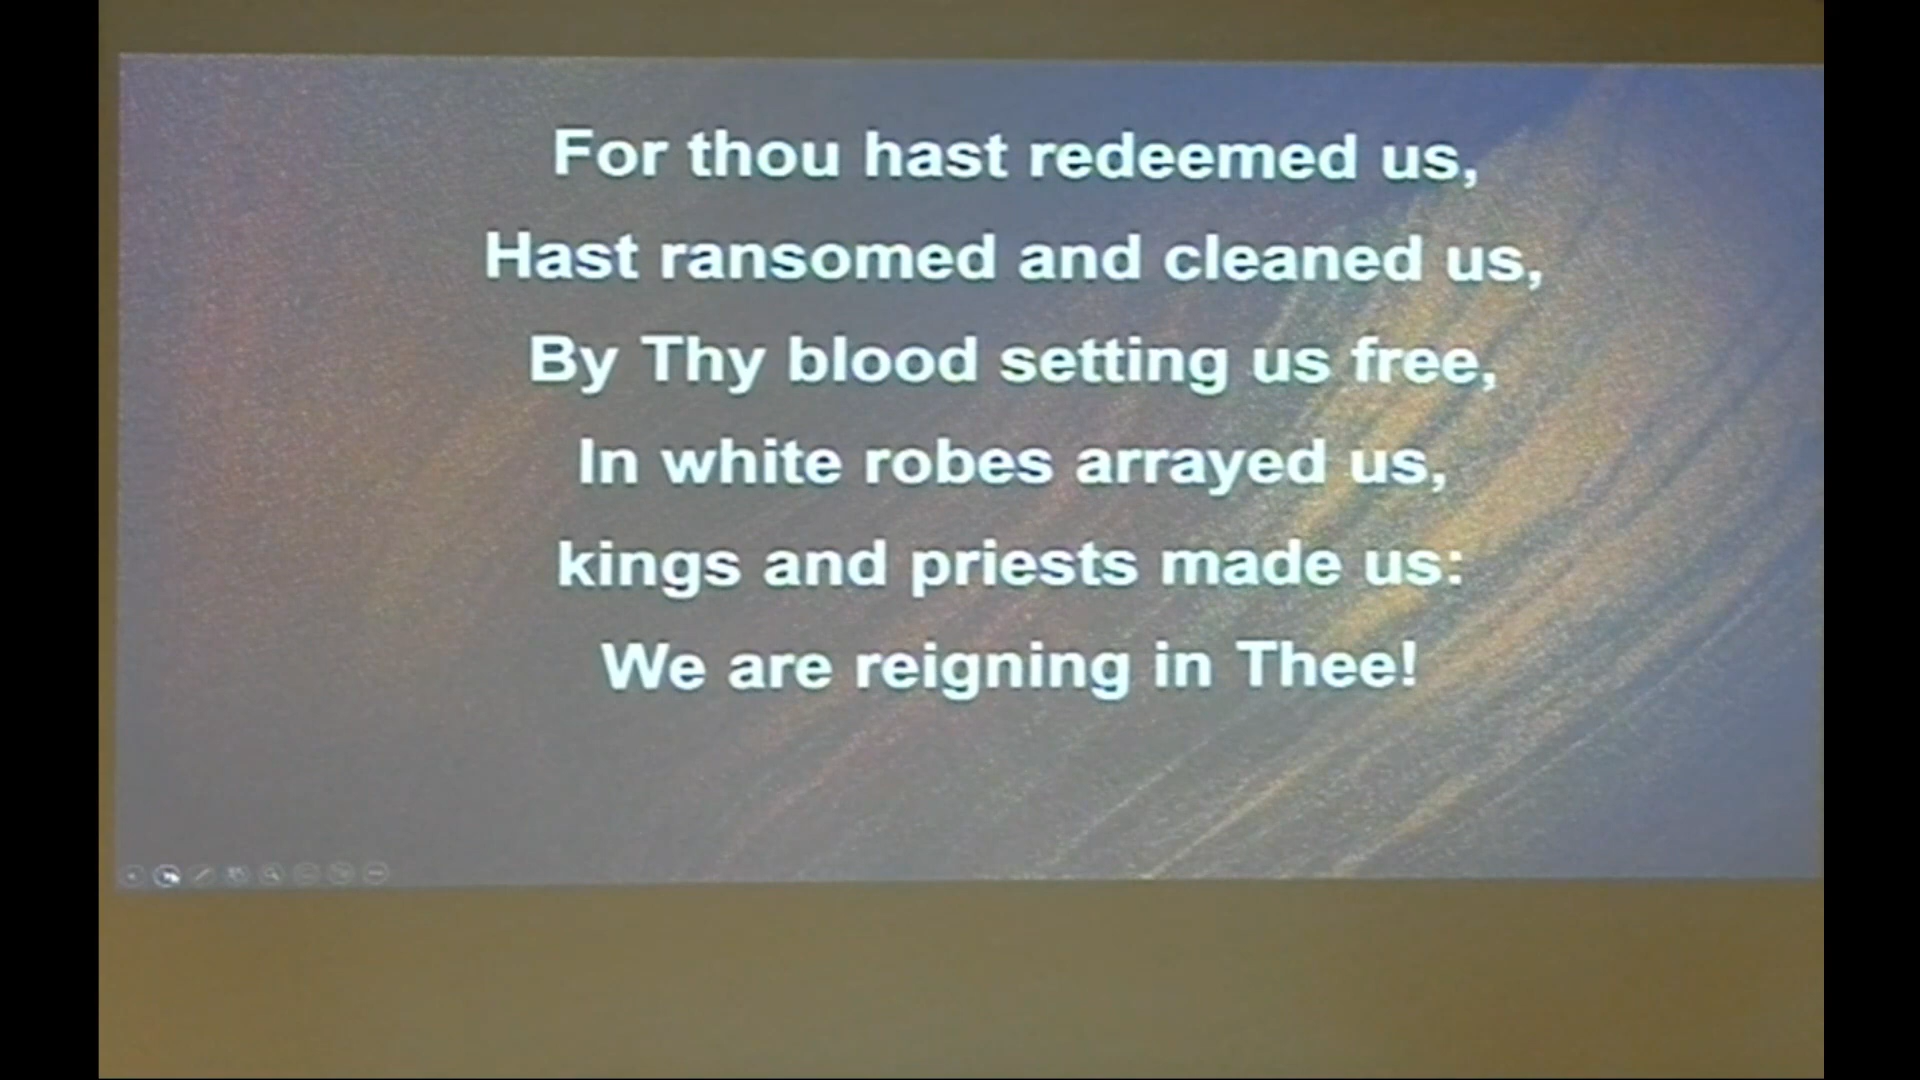 For thou hast redeemed us,
Hast ransomed and cleaned us,
By Thy blood setting us free,
In white robes arrayed us,
kings and priests made us:
We are reigning in Thee!